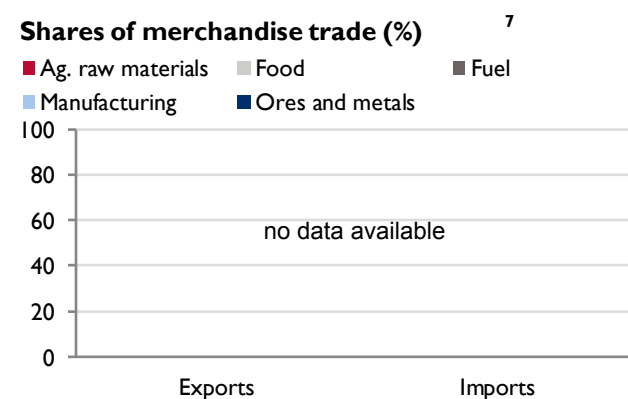 Shares of merchandise trade (%) 7
Ag. raw materials Food Fuel
Manufacturing Ores and metals
100
80
60
no data available
40
20
0
Exports Imports